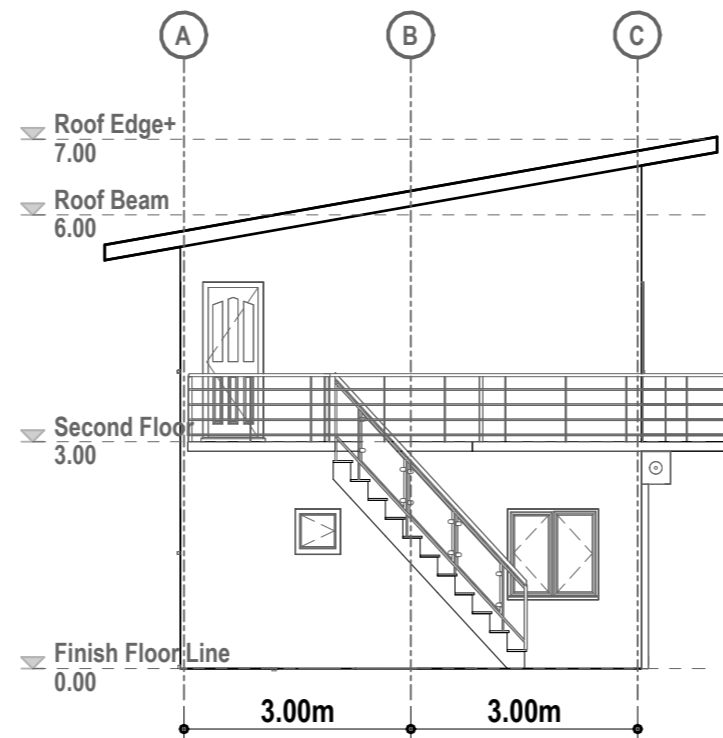 A B C
Roof Edge+
7.00
Roof Beam
6.00
Second Floor
3.00
Finish Floor Line
0.00
3.00m 3.00m